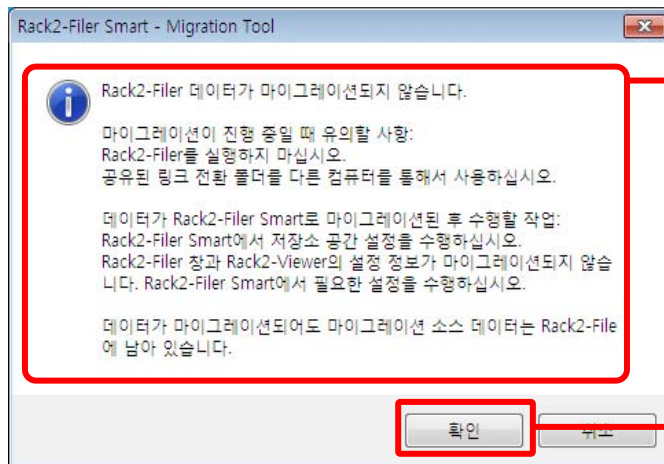 Rack2-Filer Smart - Migration Tool
Rack2-Filer 데이터가 마이그레이션되지 않습니다.
마이그레이션이 진행 중일 때 유의할 사항:
Rack2-Filer를 실행하지 마십시오.
공유된 링크 전환 폴더를 다른 컴퓨터를 통해서 사용하십시오.
데이터가 Rack2-Filer Smart로 마이그레이션된 후 수행할 작업:
Rack2-Filer Smart에서 저장소 공간 설정을 수행하십시오.
Rack2-Filer 창과 Rack2-Viewer의 설정 정보가 마이그레이션되지 않습
니다. Rack2-Filer Smart에서 필요한 설정을 수행하십시오.
데이터가 마이그레이션되어도 마이그레이션 소스 데이터는 Rack2-File
에 남아 있습니다.
확인 취소